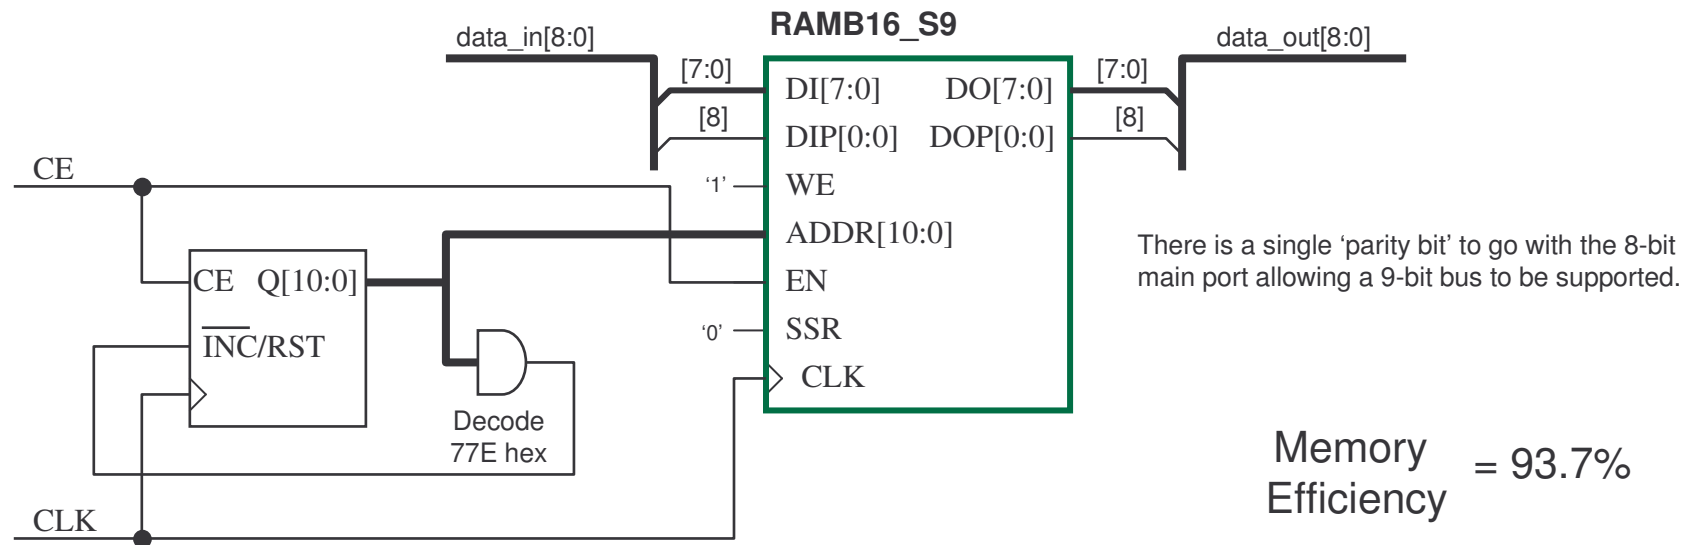 RAMB16_S9
data_in[8:0]
data_out[8:0]
[7:0]
[7:0]
DI[7:0]
DO[7:0]
[8]
[8]
DIP[0:0]
DOP[0:0]
CE
‘1’
WE
ADDR[10:0]
There is a single ‘parity bit’ to go with the 8-bit
main port allowing a 9-bit bus to be supported.
CE
Q[10:0]
EN
‘0’
SSR
INC/RST
CLK
Decode
77E hex
Memory
Efficiency
= 93.7%
CLK